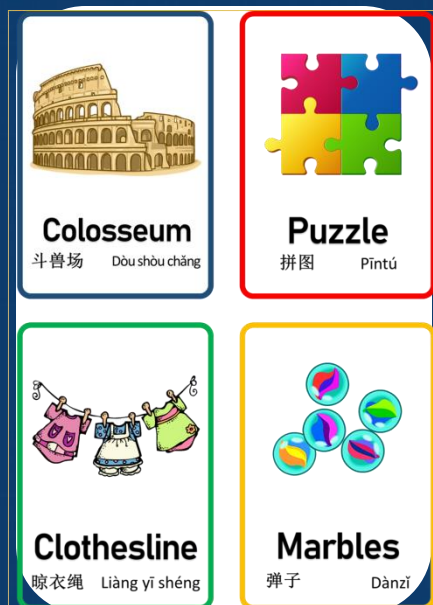 Colosseum
斗兽场 Dòu shòu chǎng
Puzzle
拼图 Pīntú
Clothesline
晾衣绳 Liàng yī shéng
Marbles
弹子 Dànzǐ